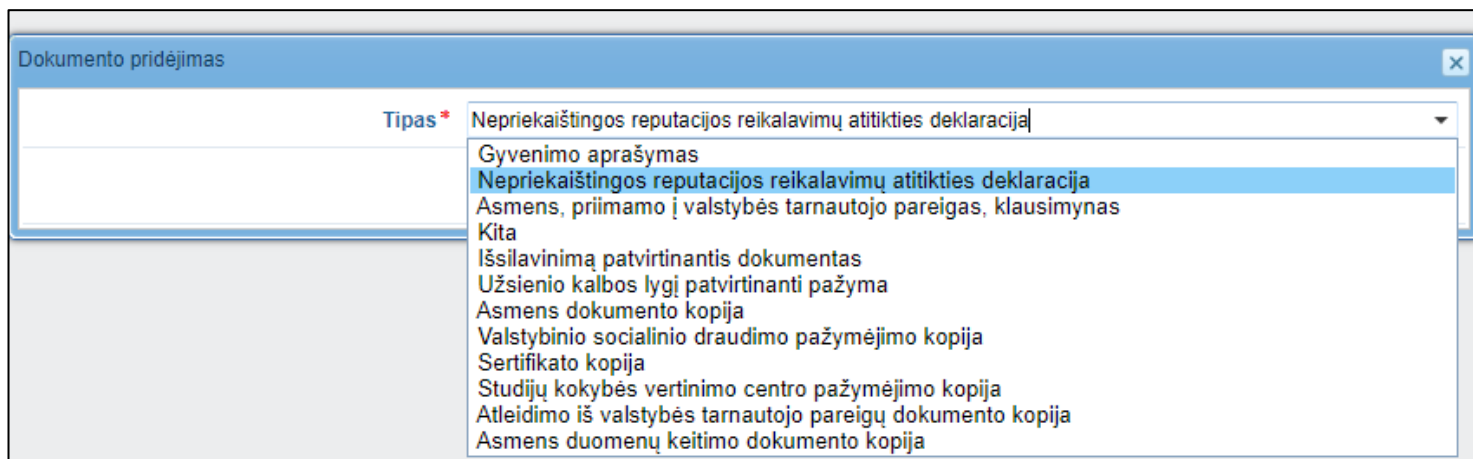 Dokumento pridėjimas
Tipas* Nepriekaištingos reputacijos reikalavimų atitikties deklaracija
Gyvenimo aprašymas
Nepriekaištingos reputacijos reikalavimų atitikties deklaracija
Asmens, priimamo į valstybės tarnautojo pareigas, klausimynas
Kita
Išsilavinimą patvirtinantis dokumentas
Užsienio kalbos lygį patvirtinanti pažyma
Asmens dokumento kopija
Valstybinio socialinio draudimo pažymėjimo kopija
Sertifikato kopija
Studijų kokybės vertinimo centro pažymėjimo kopija
Atleidimo iš valstybės tarnautojo pareigų dokumento kopija
Asmens duomenų keitimo dokumento kopija